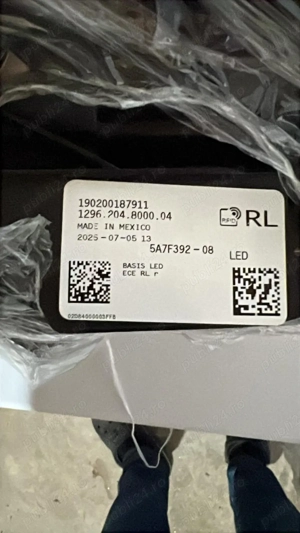 190200187911
1296.204.8000.04
MADE IN MEXICO
2025-07-05 13
RFID
RL
5A7F392-08
LED
BASIS LED
ECE RL r